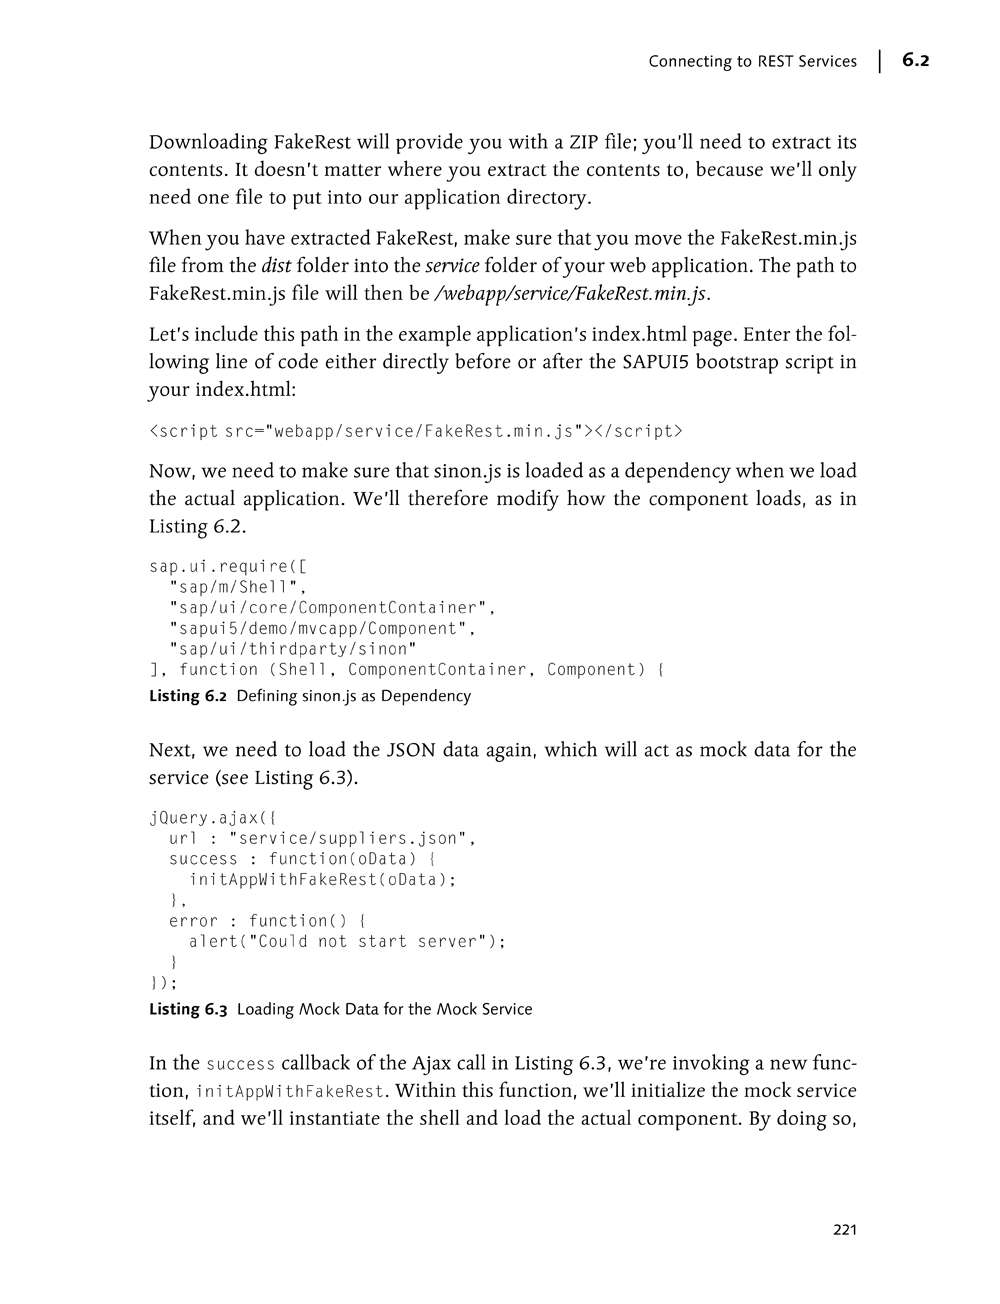 Connecting to REST Services | 6.2
Downloading FakeRest will provide you with a ZIP file; you'll need to extract its
contents. It doesn't matter where you extract the contents to, because we'll only
need one file to put into our application directory.
When you have extracted FakeRest, make sure that you move the FakeRest.min.js
file from the dist folder into the service folder of your web application. The path to
FakeRest.min.js file will then be /webapp/service/FakeRest.min.js.
Let's include this path in the example application's index.html page. Enter the fol-
lowing line of code either directly before or after the SAPUI5 bootstrap script in
your index.html:
<script src="webapp/service/FakeRest.min.js"></script>
Now, we need to make sure that sinon.js is loaded as a dependency when we load
the actual application. We'll therefore modify how the component loads, as in
Listing 6.2.
sap.ui.require([
"sap/m/Shell",
"sap/ui/core/ComponentContainer",
"sapui5/demo/mvcapp/Component",
"sap/ui/thirdparty/sinon"
], function (Shell, ComponentContainer, Component) {
Listing 6.2 Defining sinon.js as Dependency
Next, we need to load the JSON data again, which will act as mock data for the
service (see Listing 6.3).
jQuery.ajax({
url : "service/suppliers.json",
success : function(oData) {
initAppWithFakeRest(oData);
},
error : function() {
alert("Could not start server");
}
});
Listing 6.3 Loading Mock Data for the Mock Service
In the success callback of the Ajax call in Listing 6.3, we're invoking a new func-
tion, initAppWithFakeRest. Within this function, we'll initialize the mock service
itself, and we'll instantiate the shell and load the actual component. By doing so,
221